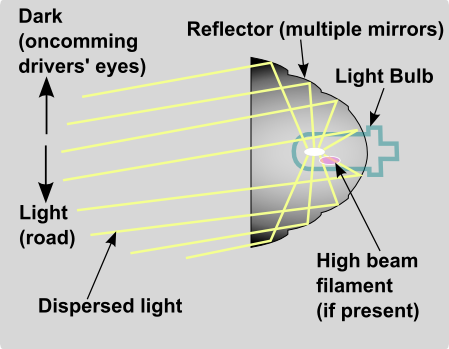 Dark
(oncomming
drivers' eyes)
Reflector (multiple mirrors)
Light Bulb
Light
(road)
Dispersed light
High beam
filament
(if present)